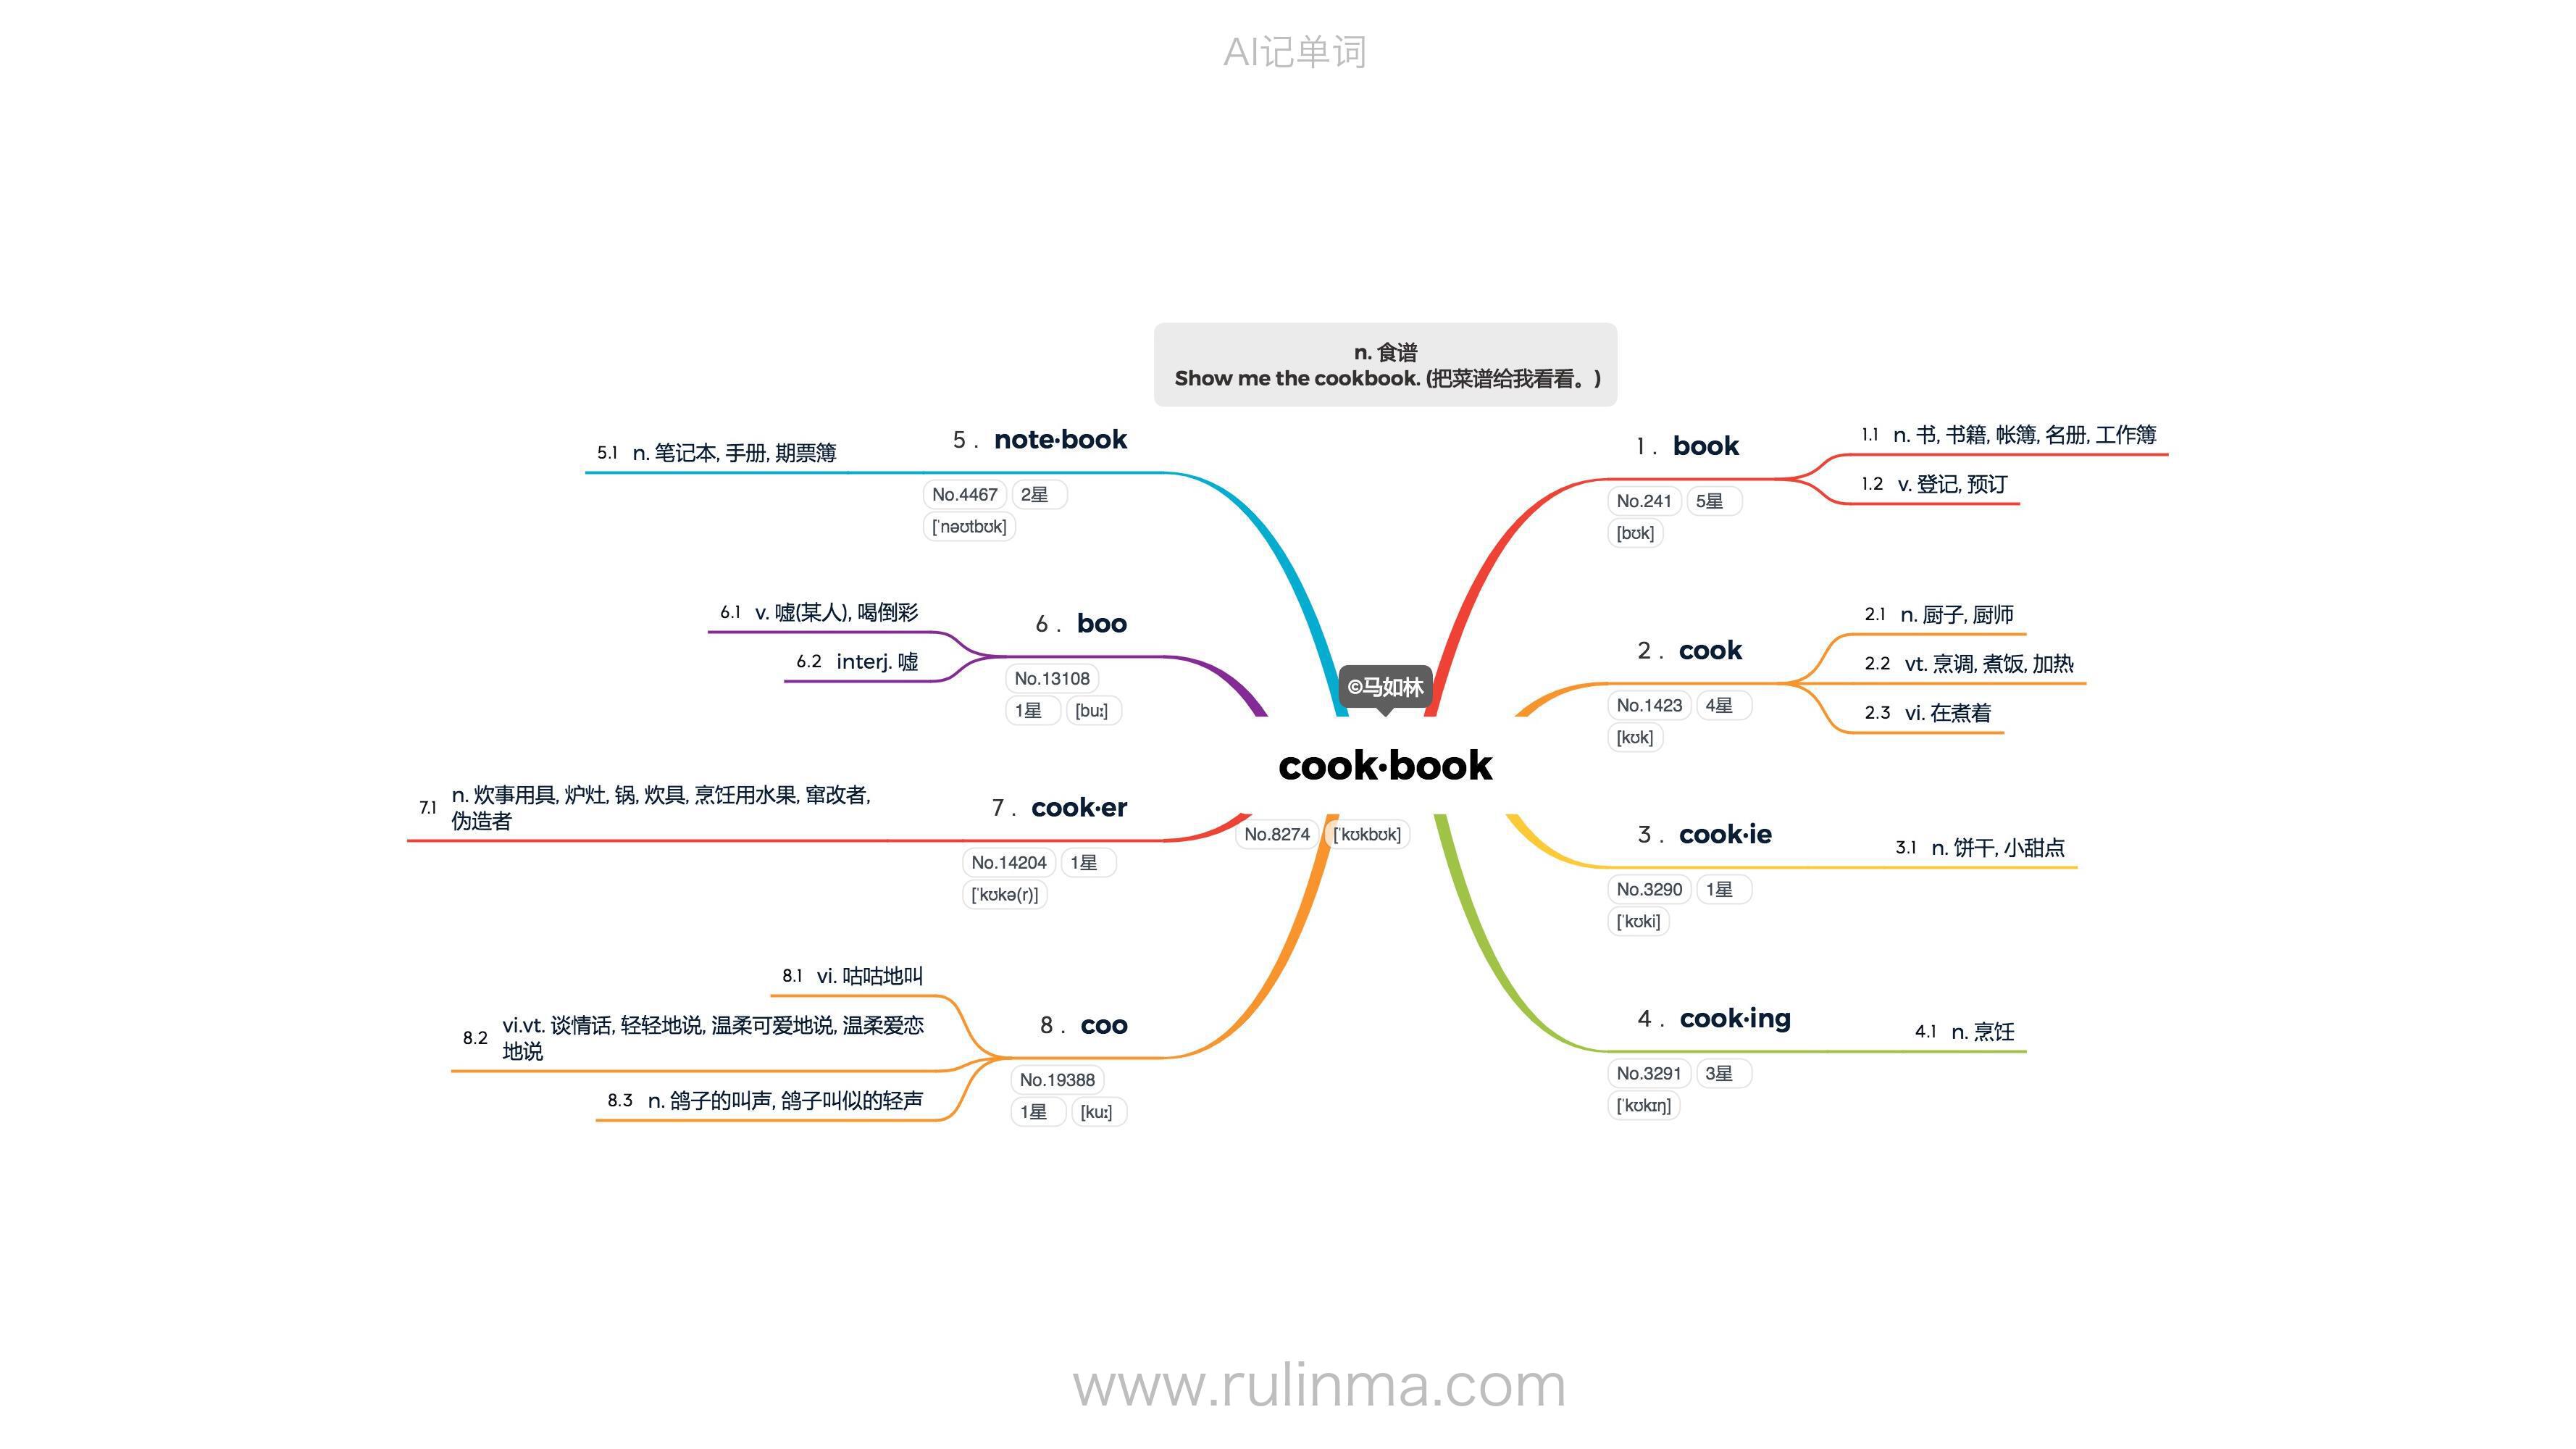 AI记单词
n. 食谱
Show me the cookbook. (把菜谱给我看看。)
©马如林
cook·book
No.8274 [ˈkʊkbʊk]
1 . book
No.241 5星
[bʊk]
1.1 n. 书, 书籍, 帐簿, 名册, 工作簿
1.2 v. 登记, 预订
2 . cook
No.1423 4星
[kʊk]
2.1 n. 厨子, 厨师
2.2 vt. 烹调, 煮饭, 加热
2.3 vi. 在煮着
3 . cook·ie
No.3290 1星
[ˈkʊki]
3.1 n. 饼干, 小甜点
4 . cook·ing
No.3291 3星
[ˈkʊkɪŋ]
4.1 n. 烹饪
5 . note·book
No.4467 2星
[ˈnəʊtbʊk]
5.1 n. 笔记本, 手册, 期票簿
6 . boo
No.13108
1星 [buː]
6.1 v. 嘘(某人), 喝倒彩
6.2 interj. 嘘
7 . cook·er
No.14204 1星
[ˈkʊkə(r)]
7.1 n. 炊事用具, 炉灶, 锅, 炊具, 烹饪用水果, 窜改者,
伪造者
8 . coo
No.19388
1星 [kuː]
8.1 vi. 咕咕地叫
8.2 vi.vt. 谈情话, 轻轻地说, 温柔可爱地说, 温柔爱恋
地说
8.3 n. 鸽子的叫声, 鸽子叫似的轻声
www.rulinma.com